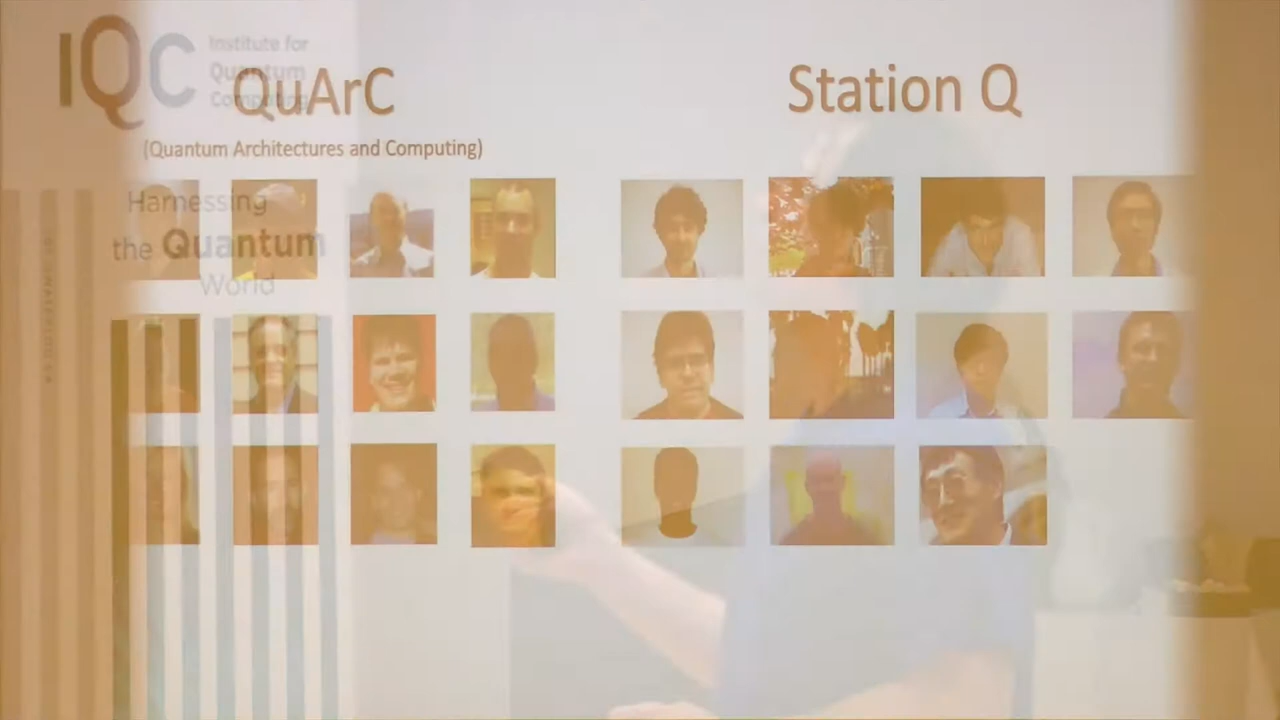 IQC
Institute for
Quantum
Computing
QuArC
Station Q
(Quantum Architectures and Computing)
Harnessing
the Quantum
World